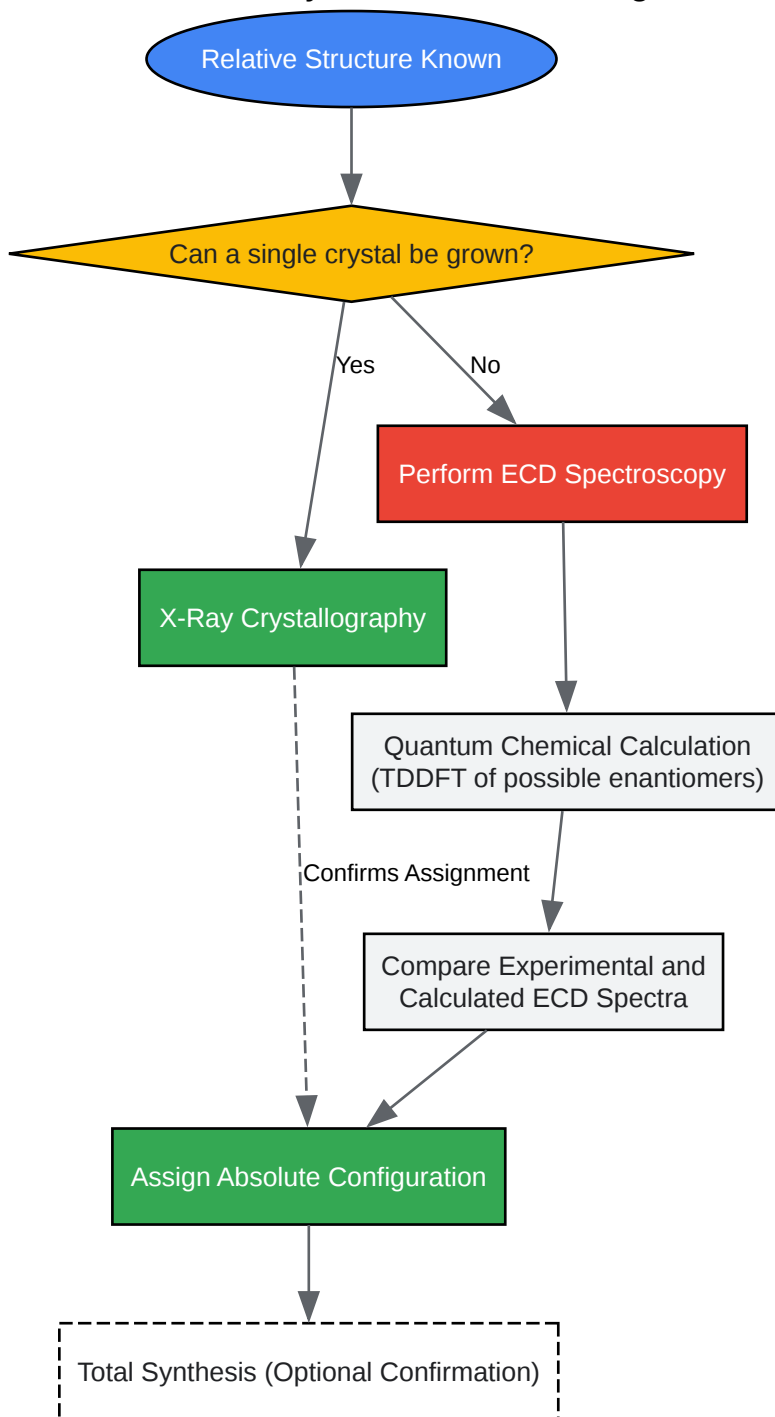 Relative Structure Known
Can a single crystal be grown?
Yes
No
Perform ECD Spectroscopy
X-Ray Crystallography
Quantum Chemical Calculation
(TDDFT of possible enantiomers)
Confirms Assignment
Compare Experimental and
Calculated ECD Spectra
Assign Absolute Configuration
Total Synthesis (Optional Confirmation)